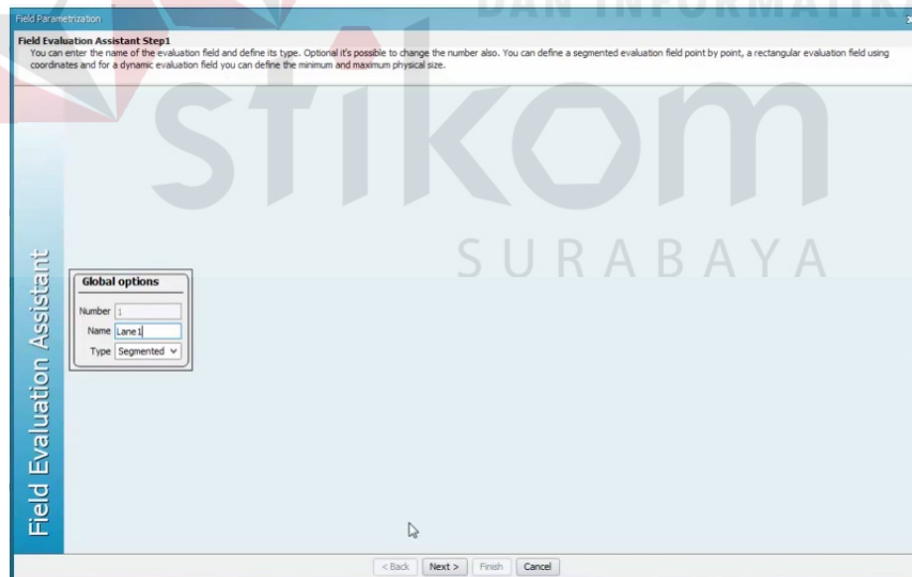 DAN INFORMATIKA
Field Parametrization
Field Evaluation Assistant Step1
You can enter the name of the evaluation field and define its type. Optional it's possible to change the number also. You can define a segmented evaluation field point by point, a rectangular evaluation field using
coordinates and for a dynamic evaluation field you can define the minimum and maximum physical size.
stikom
SURABAYA
Field Evaluation Assistant
Global options
Number 1
Name Lane1
Type Segmented
< Back Next > Finish Cancel